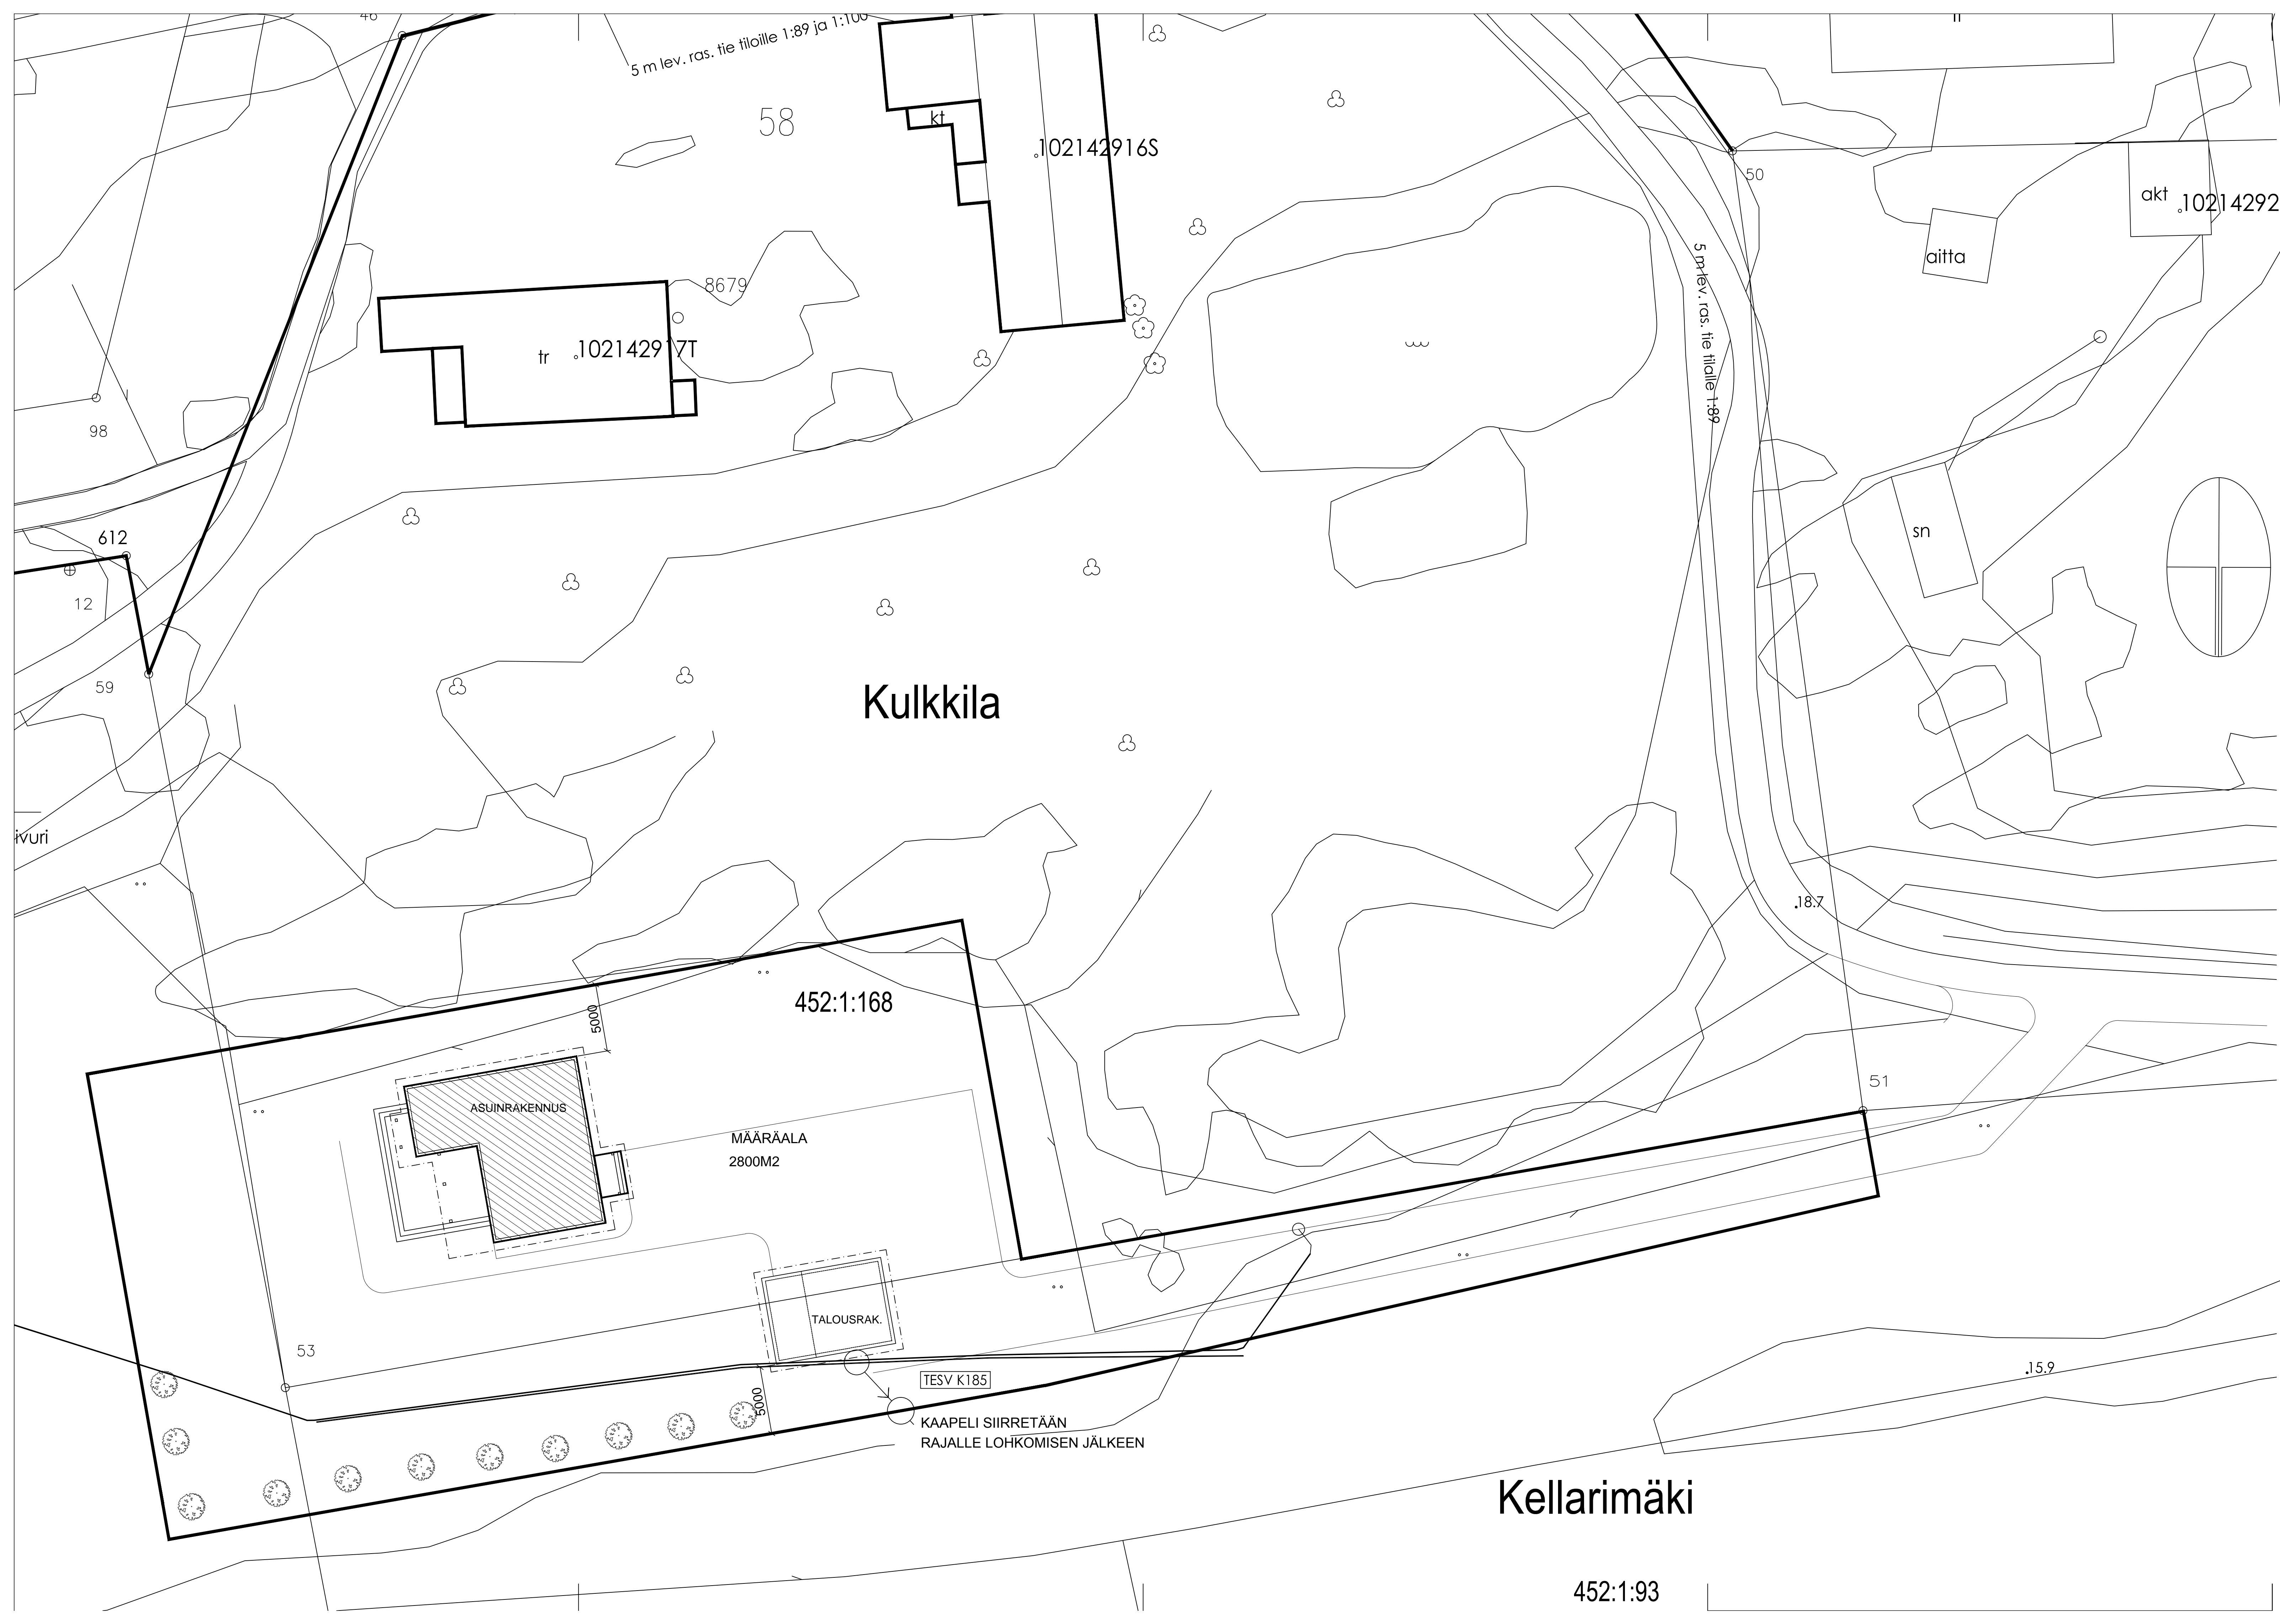 46
5 m lev. ras. tie tiloille 1:89 ja 1:100
58
kt
102142916S
50
akt
10214292
aitta
8679
5 m lev. ras. tie tilalle 1:89
tr
102142917T
98
612
sn
12
59
Kulkkila
ivuri
18.7
452:1:168
5000
51
ASUINRAKENNUS
MÄÄRÄALA
2800M2
TALOUSRAK.
53
15.9
TESV K185
5000
KAAPELI SIIRRETÄÄN
RAJALLE LOHKOMISEN JÄLKEEN
Kellarimäki
452:1:93